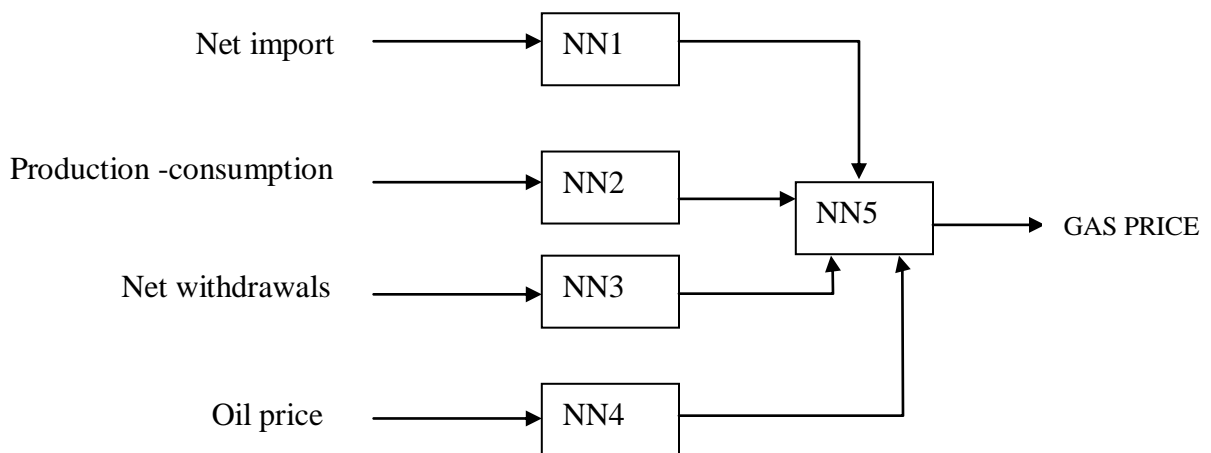 Net import
NN1
Production -consumption
NN2
NN5
GAS PRICE
Net withdrawals
NN3
Oil price
NN4